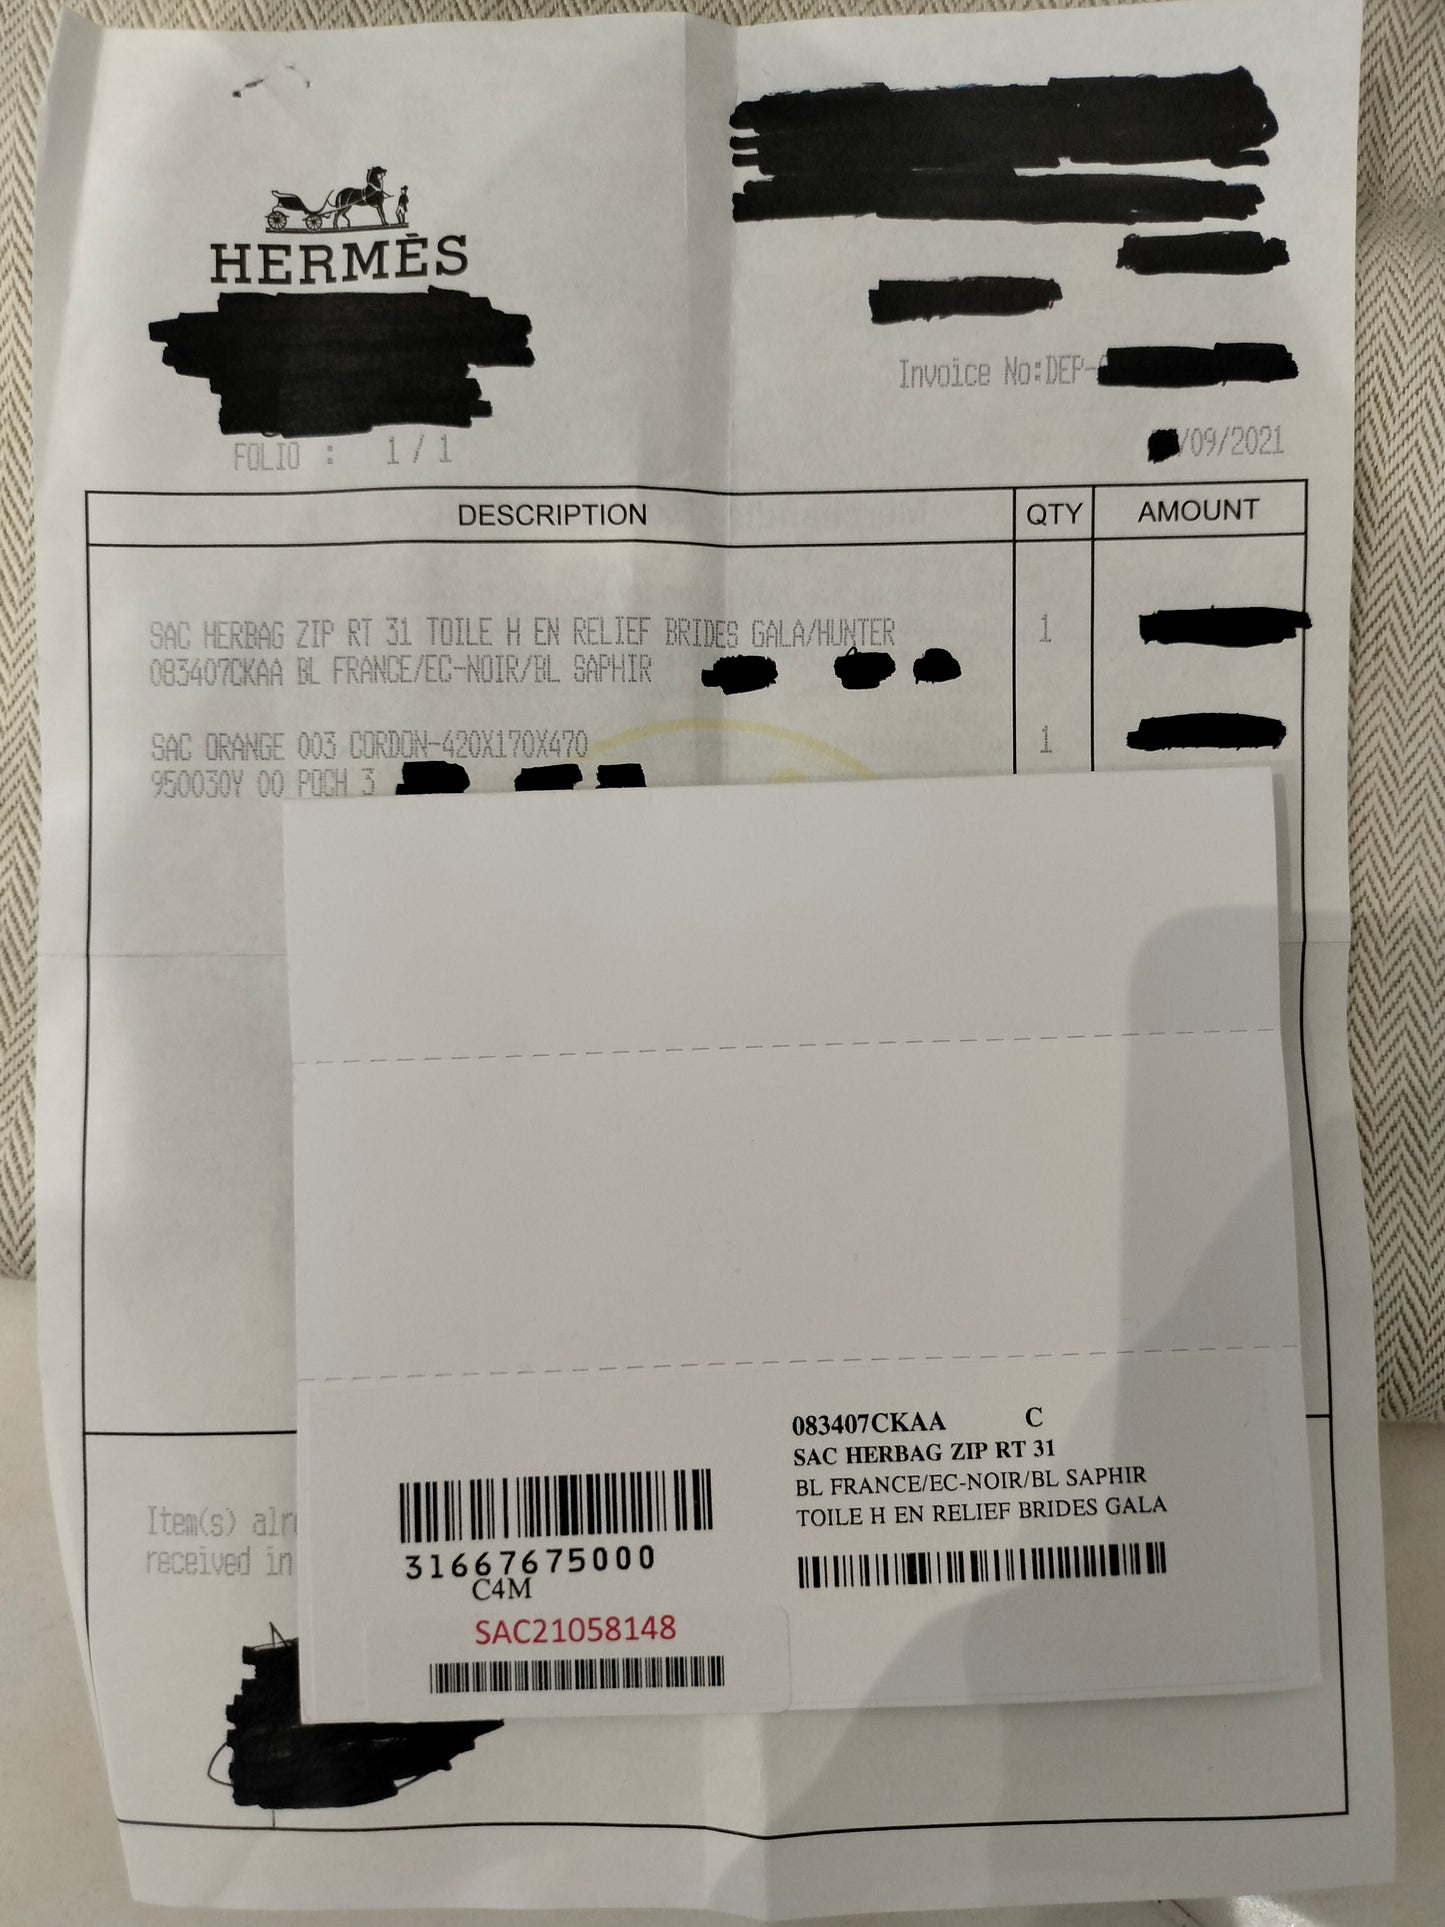 HERMÈS
Invoice No:DEP-
/09/2021
FOLIO : 1 / 1
DESCRIPTION QTY AMOUNT
SAC HERBAG ZIP RT 31 TOILE H EN RELIEF BRIDES GALA/HUNTER 1
083407CKAA BL FRANCE/EC-NOIR/BL SAPHIR
SAC ORANGE 003 CORDON-420X170X470 1
950030Y 00 POCH 3
083407CKAA C
SAC HERBAG ZIP RT 31
BL FRANCE/EC-NOIR/BL SAPHIR
TOILE H EN RELIEF BRIDES GALA
31667675000
C4M
SAC21058148
Item(s)
received in